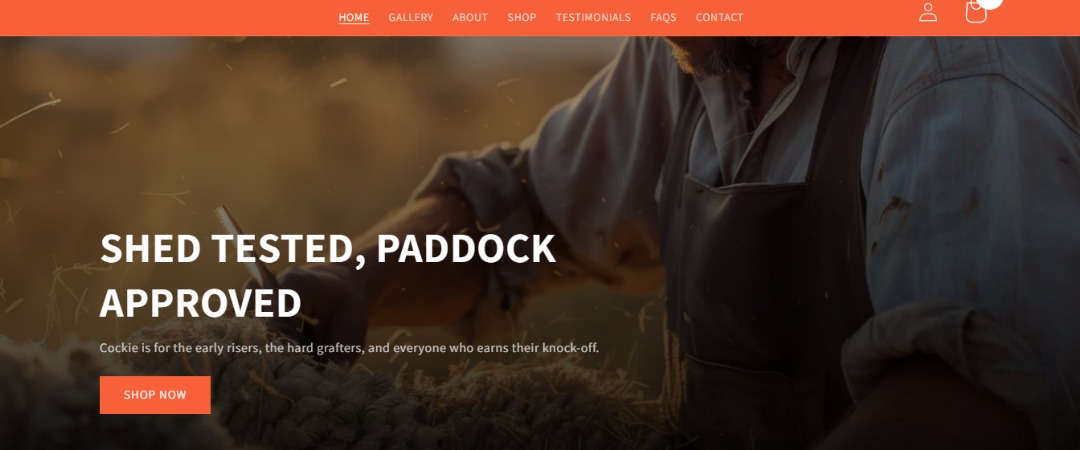 HOME GALLERY ABOUT SHOP TESTIMONIALS FAQS CONTACT
SHED TESTED, PADDOCK
APPROVED
Cockie is for the early risers, the hard grafters, and everyone who earns their knock-off.
SHOP NOW